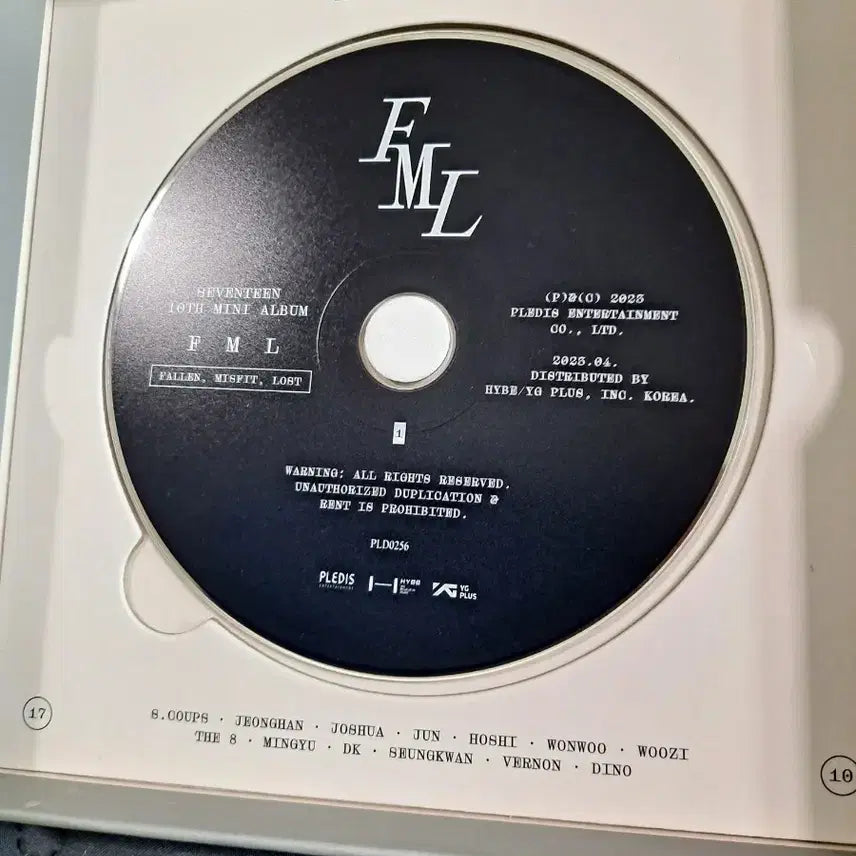 FML
SEVENTEEN
10TH MINI ALBUM
F M L
FALLEN, MISFIT, LOST
(P)&(C) 2023
PLEDIS ENTERTAINMENT
CO., LTD.
2023.04.
DISTRIBUTED BY
HYBE/YG PLUS, INC. KOREA.
1
WARNING: ALL RIGHTS RESERVED.
UNAUTHORIZED DUPLICATION &
RENT IS PROHIBITED.
PLD0256
PLEDIS
ENTERTAINMENT
HYBE
YG
PLUS
17
S.COUPS · JEONGHAN · JOSHUA · JUN · HOSHI · WONWOO · WOOZI
THE 8 · MINGYU · DK · SEUNGKWAN · VERNON · DINO
10